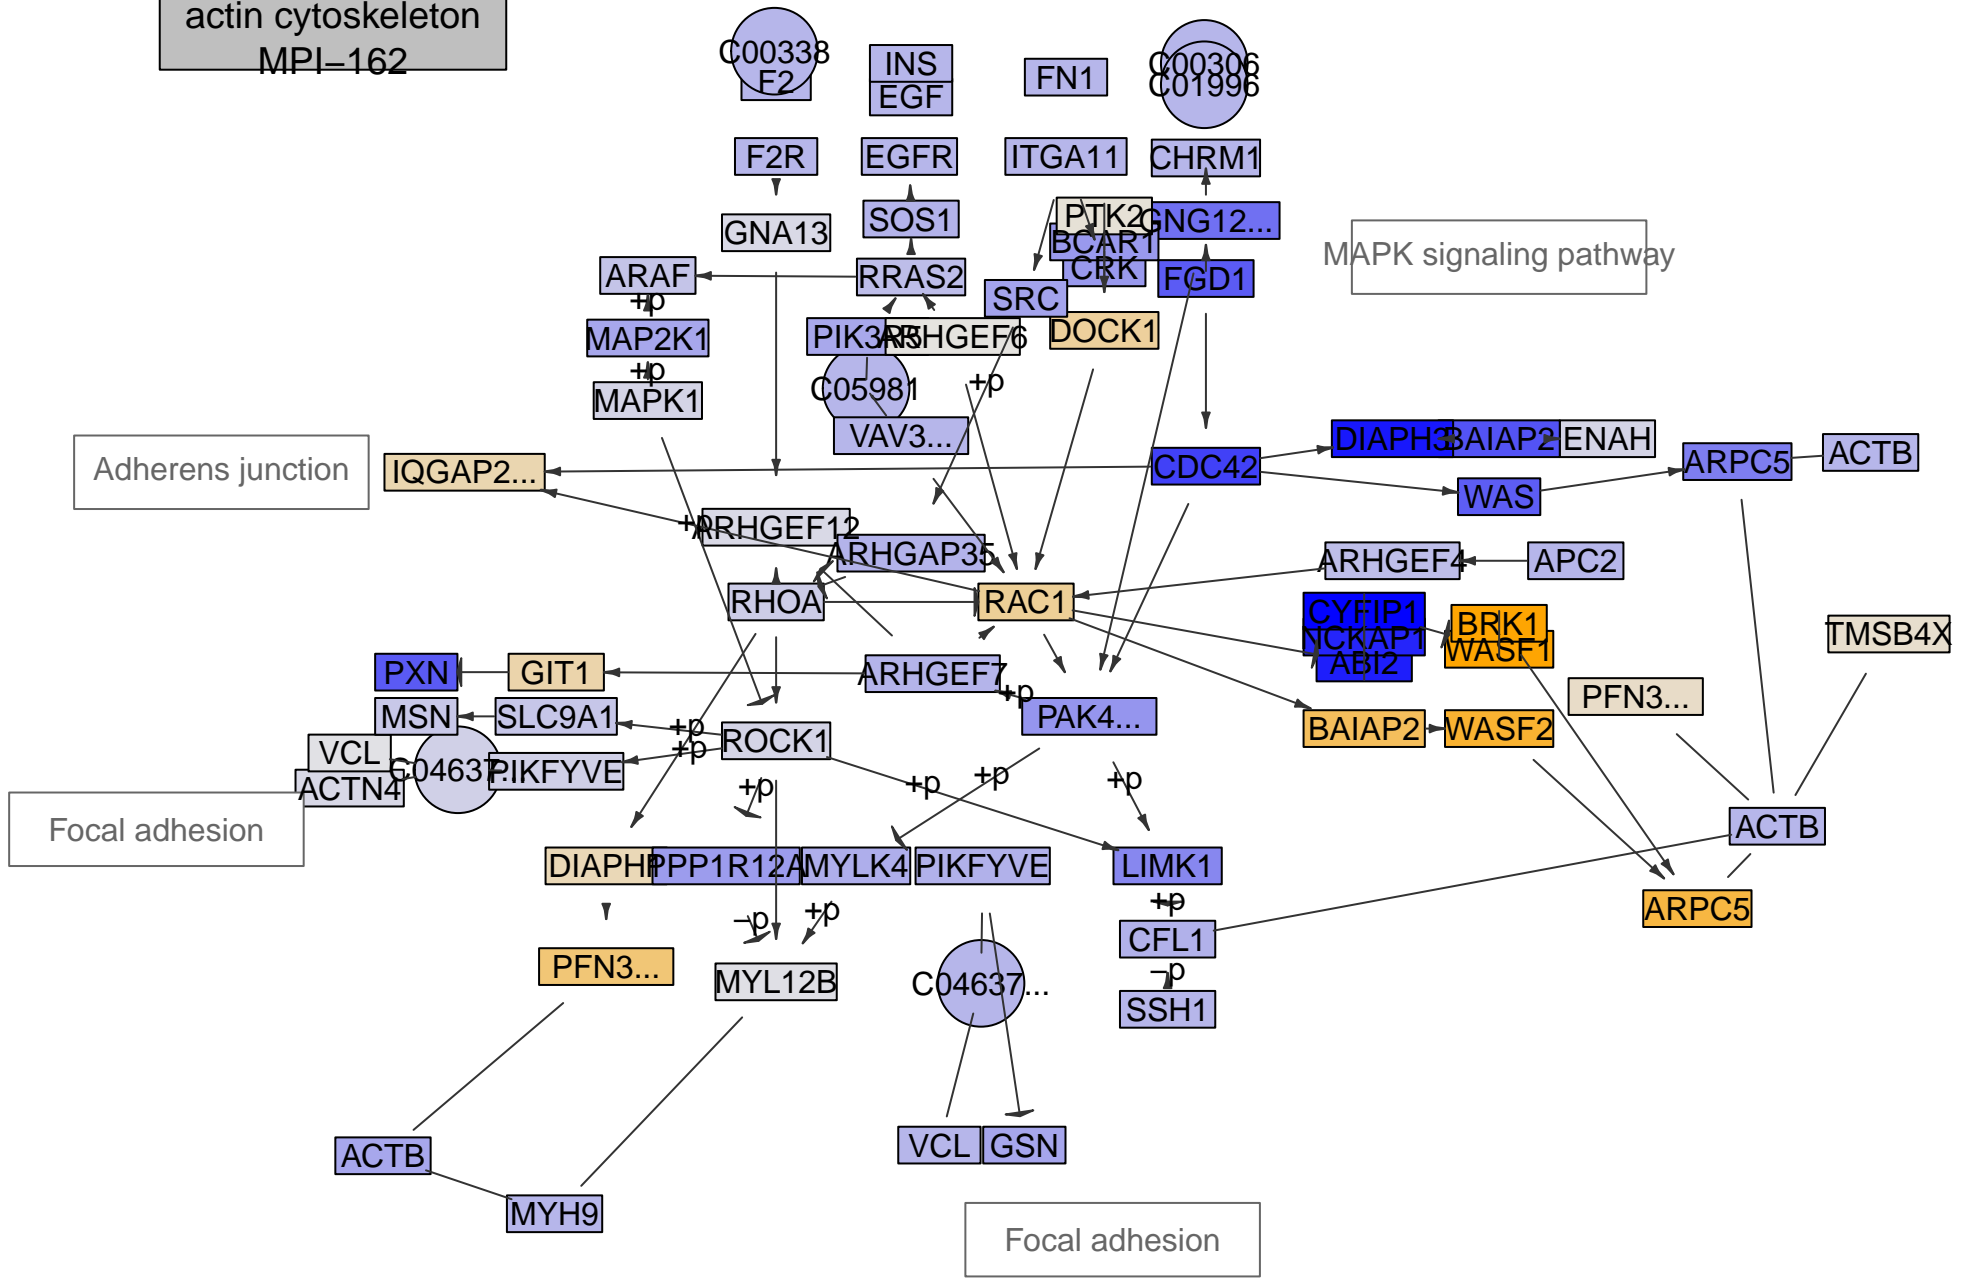 actin cytoskeleton
MPI–162
C00338
F2
INS
EGF
FN1
C00306
C01996
F2R
EGFR
ITGA11
CHRM1
GNA13
SOS1
PTK2
GNG12...
BCAR1
CRK
MAPK signaling pathway
ARAF
RRAS2
SRC
FGD1
+p
MAP2K1
PIK3R5
ARHGEF6
DOCK1
+p
MAPK1
C05981
+p
VAV3...
DIAPH3
BAIAP2
ENAH
ARPC5
ACTB
Adherens junction
IQGAP2...
CDC42
WAS
+p
ARHGEF12
ARHGAP35
ARHGEF4
APC2
RHOA
RAC1
CYFIP1
NCKAP1
ABI2
BRK1
WASF1
TMSB4X
PXN
GIT1
ARHGEF7
+p
PFN3...
MSN
SLC9A1
+p
PAK4...
ROCK1
+p
BAIAP2
WASF2
VCL
ACTN4
C04637...
PIKFYVE
+p
+p
+p
+p
Focal adhesion
ACTB
DIAPH
PPP1R12A
MYLK4
PIKFYVE
LIMK1
–p
+p
+p
ARPC5
CFL1
PFN3...
MYL12B
C04637...
–p
SSH1
ACTB
VCL
GSN
MYH9
Focal adhesion